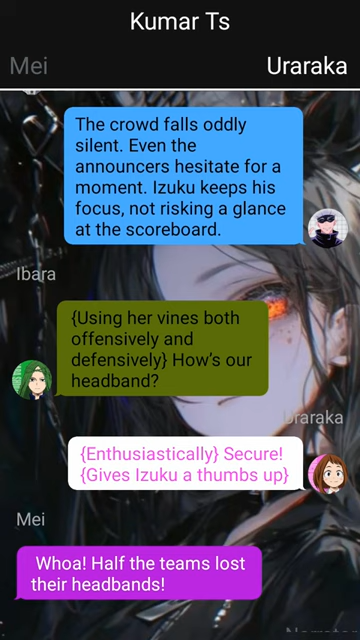 Kumar Ts
Mei
Uraraka
The crowd falls oddly
silent. Even the
announcers hesitate for a
moment. Izuku keeps his
focus, not risking a glance
at the scoreboard.
Ibara
{Using her vines both
offensively and
defensively} How’s our
headband?
Uraraka
{Enthusiastically} Secure!
{Gives Izuku a thumbs up}
Mei
Whoa! Half the teams lost
their headbands!